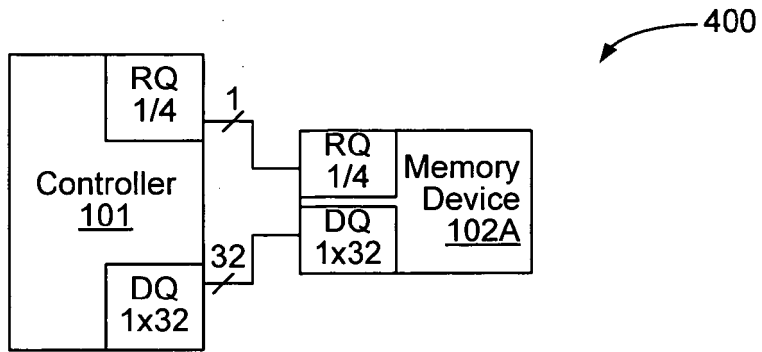 400
RQ
1/4
1
Controller
101
RQ
1/4
Memory
Device
102A
DQ
1x32
32
DQ
1x32